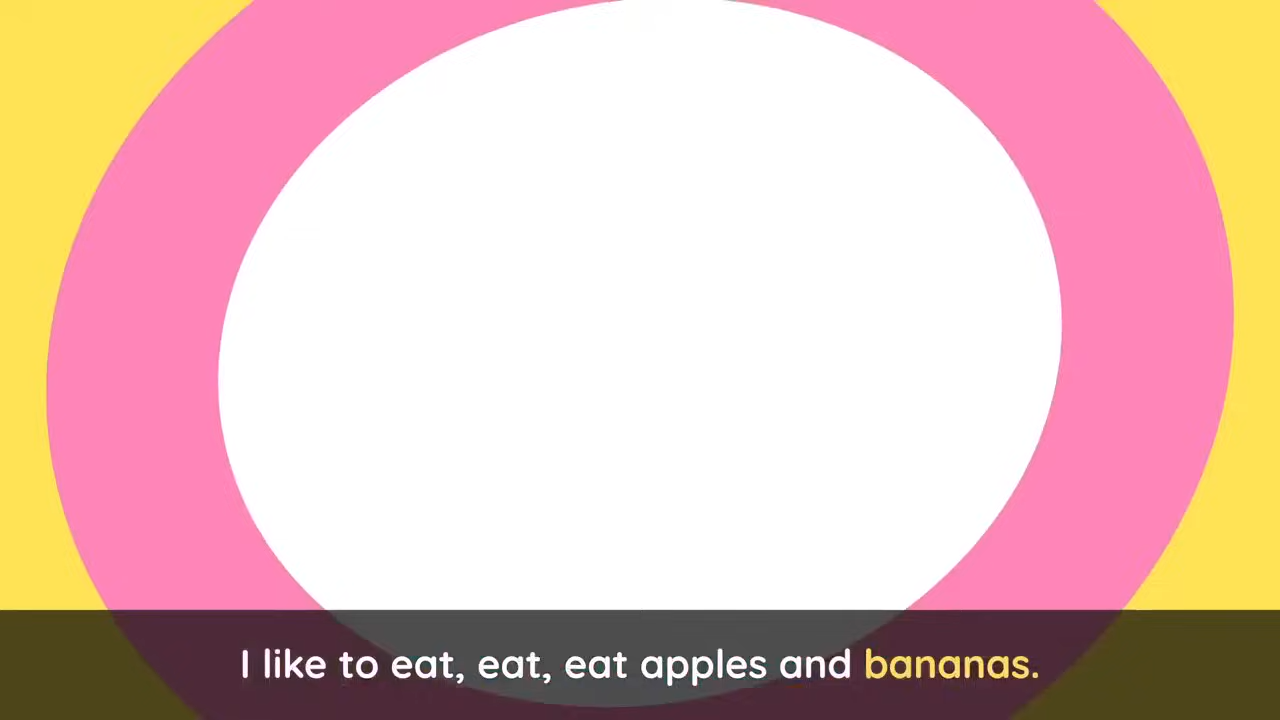 I like to eat, eat, eat apples and bananas.